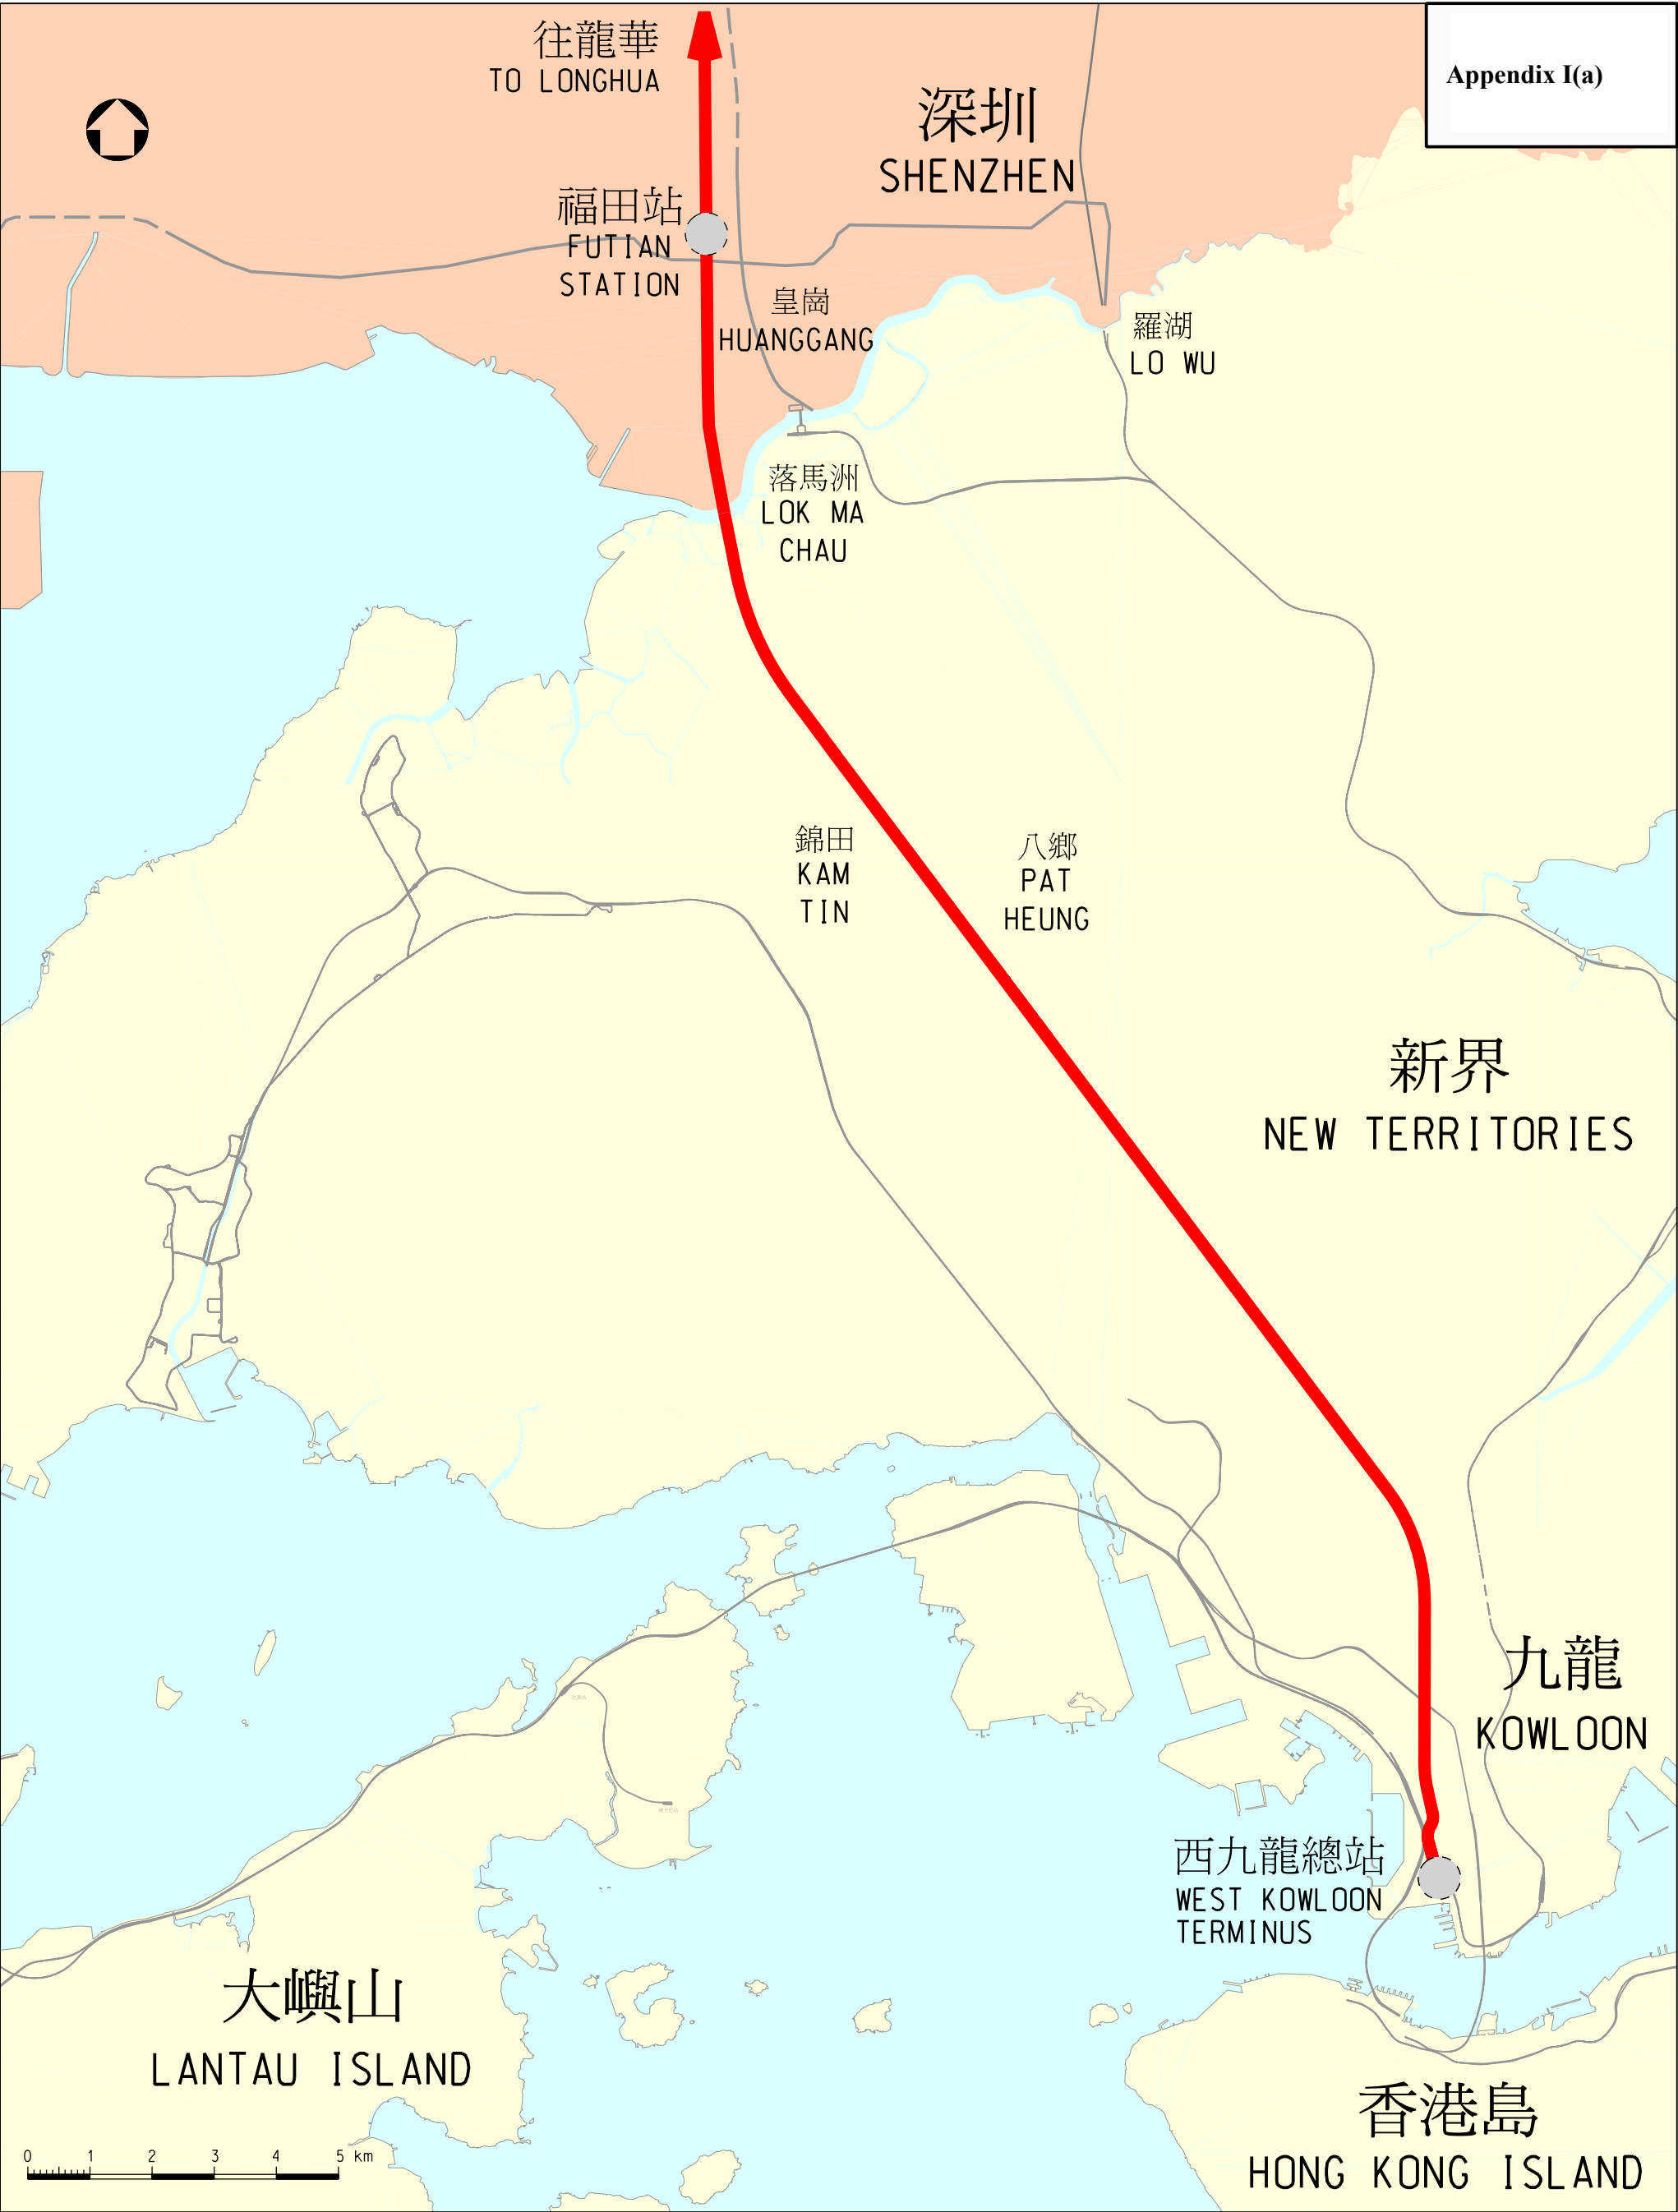 往龍華
TO LONGHUA
Appendix I(a)
深圳
SHENZHEN
福田站
FUTIAN
STATION
皇崗
HUANGGANG
羅湖
LO WU
落馬洲
LOK MA
CHAU
錦田
KAM
TIN
八鄉
PAT
HEUNG
新界
NEW TERRITORIES
九龍
KOWLOON
西九龍總站
WEST KOWLOON
TERMINUS
大嶼山
LANTAU ISLAND
香港島
HONG KONG ISLAND
0 1 2 3 4 5 km